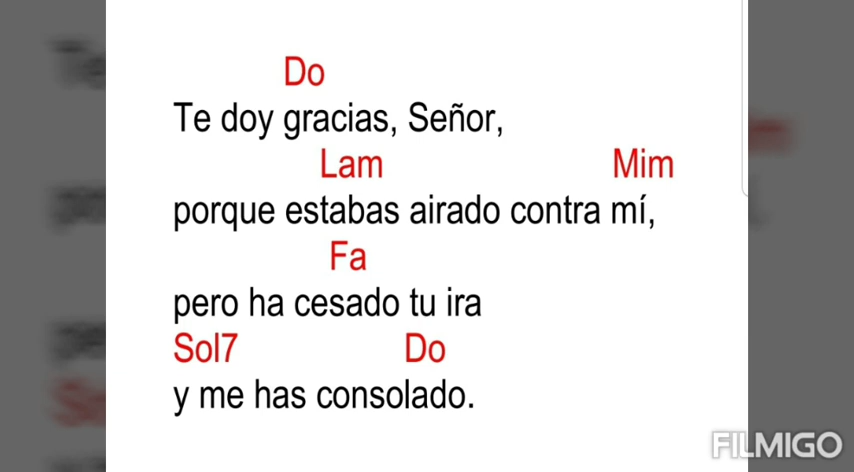 Do
Te doy gracias, Señor,
Lam Mim
porque estabas airado contra mí,
Fa
pero ha cesado tu ira
Sol7 Do
y me has consolado.
FILMIGO